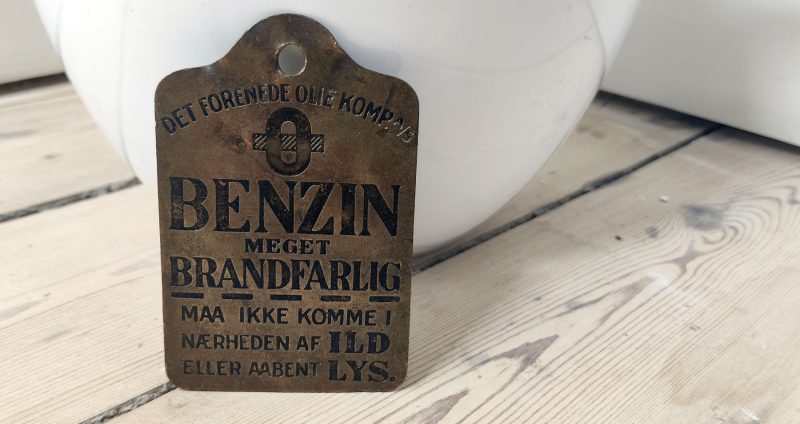 DET FORENEDE OLIE KOMP. A/S
BENZIN
MEGET
BRANDFARLIG
MAA IKKE KOMME I
NÆRHEDEN AF ILD
ELLER AABENT LYS.